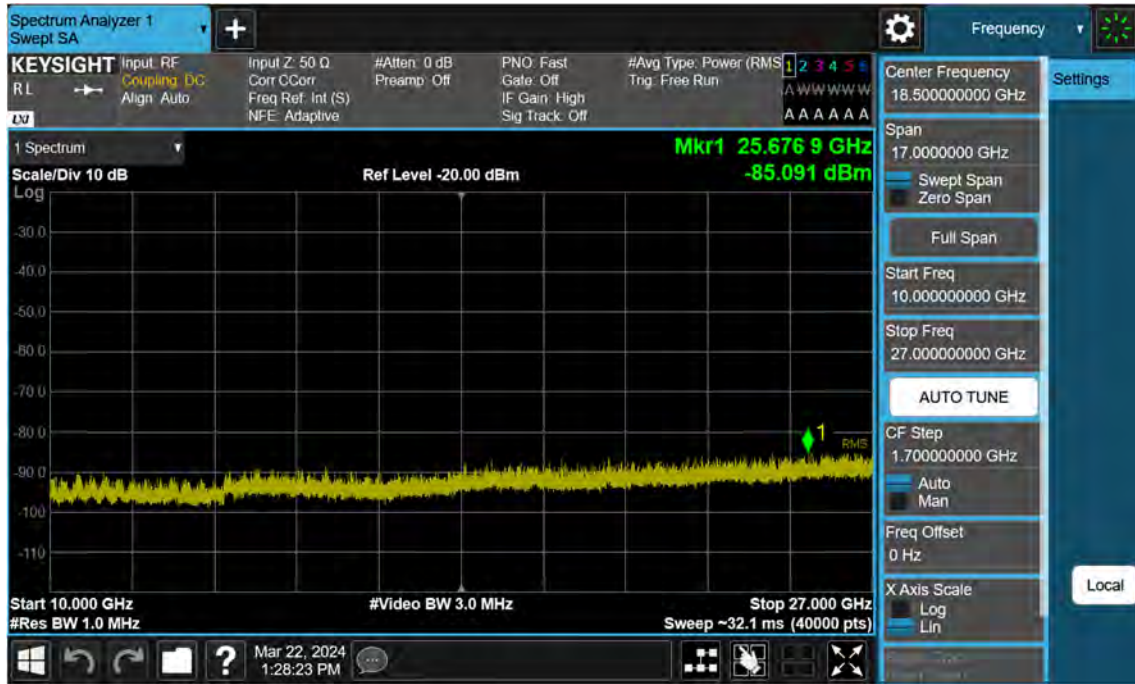 Spectrum Analyzer 1
Swept SA
Frequency
KEYSIGHT
R L
LXI
Input: RF
Coupling: DC
Align: Auto
Input Z: 50 Ω
Corr CCorr
Freq Ref: Int (S)
NFE: Adaptive
#Atten: 0 dB
Preamp: Off
PNO: Fast
Gate: Off
IF Gain: High
Sig Track: Off
#Avg Type: Power (RMS
Trig: Free Run
1 2 3 4 5 6
A W W W W W
A A A A A A
1 Spectrum
Scale/Div 10 dB
Ref Level -20.00 dBm
Mkr1 25.676 9 GHz
-85.091 dBm
Log
-30.0
-40.0
-50.0
-60.0
-70.0
-80.0
-90.0
-100
-110
1
RMS
Start 10.000 GHz
#Res BW 1.0 MHz
#Video BW 3.0 MHz
Stop 27.000 GHz
Sweep ~32.1 ms (40000 pts)
Mar 22, 2024
1:28:23 PM
Center Frequency
18.500000000 GHz
Span
17.0000000 GHz
Swept Span
Zero Span
Full Span
Start Freq
10.000000000 GHz
Stop Freq
27.000000000 GHz
AUTO TUNE
CF Step
1.700000000 GHz
Auto
Man
Freq Offset
0 Hz
X Axis Scale
Log
Lin
Settings
Local